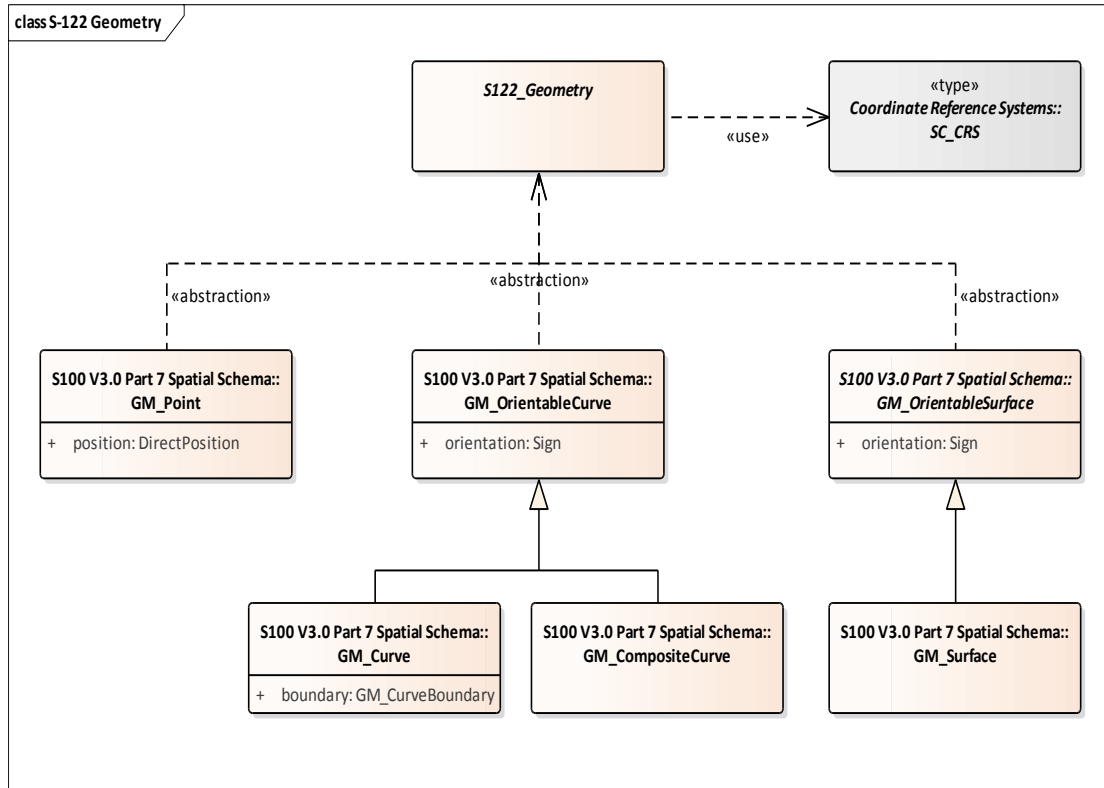 class S-122 Geometry
S122_Geometry
«type»
Coordinate Reference Systems::
SC_CRS
«use»
«abstraction»
«abstraction»
«abstraction»
S100 V3.0 Part 7 Spatial Schema::
GM_Point
+ position: DirectPosition
S100 V3.0 Part 7 Spatial Schema::
GM_OrientableCurve
+ orientation: Sign
S100 V3.0 Part 7 Spatial Schema::
GM_OrientableSurface
+ orientation: Sign
S100 V3.0 Part 7 Spatial Schema::
GM_Curve
+ boundary: GM_CurveBoundary
S100 V3.0 Part 7 Spatial Schema::
GM_CompositeCurve
S100 V3.0 Part 7 Spatial Schema::
GM_Surface